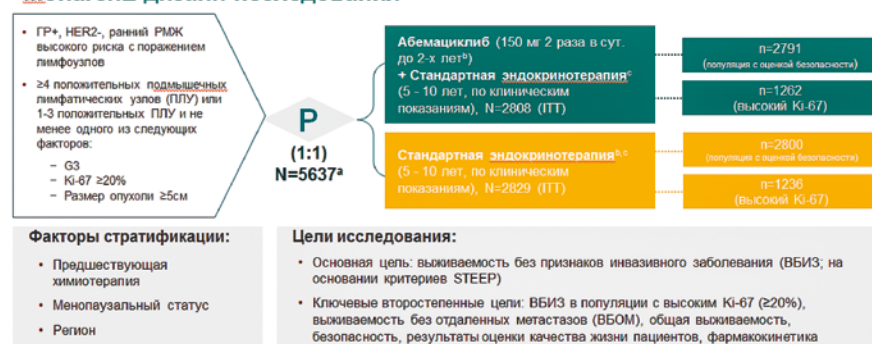 дизайн исследования
• ГР+, HER2-, ранний РМЖ
высокого риска с поражением
лимфоузлов
• ≥4 положительных подмышечных
лимфатических узлов (ПЛУ) или
1-3 положительных ПЛУ и не
менее одного из следующих
факторов:
– G3
– Ki-67 ≥20%
– Размер опухоли ≥5см
Р
(1:1)
N=5637ᵃ
Абемациклиб (150 мг 2 раза в сут.
до 2-х летᵇ)
+ Стандартная эндокринотерапияᶜ
(5 - 10 лет, по клиническим
показаниям), N=2808 (ITT)
n=2791
(популяция с оценкой безопасности)
n=1262
(высокий Ki-67)
Стандартная эндокринотерапияᵇ,ᶜ
(5 - 10 лет, по клиническим
показаниям), N=2829 (ITT)
n=2800
(популяция с оценкой безопасности)
n=1236
(высокий Ki-67)
Факторы стратификации:
• Предшествующая
химиотерапия
• Менопаузальный статус
• Регион
Цели исследования:
• Основная цель: выживаемость без признаков инвазивного заболевания (ВБИЗ; на
основании критериев STEEP)
• Ключевые второстепенные цели: ВБИЗ в популяции с высоким Ki-67 (≥20%),
выживаемость без отдаленных метастазов (ВБОМ), общая выживаемость,
безопасность, результаты оценки качества жизни пациентов, фармакокинетика